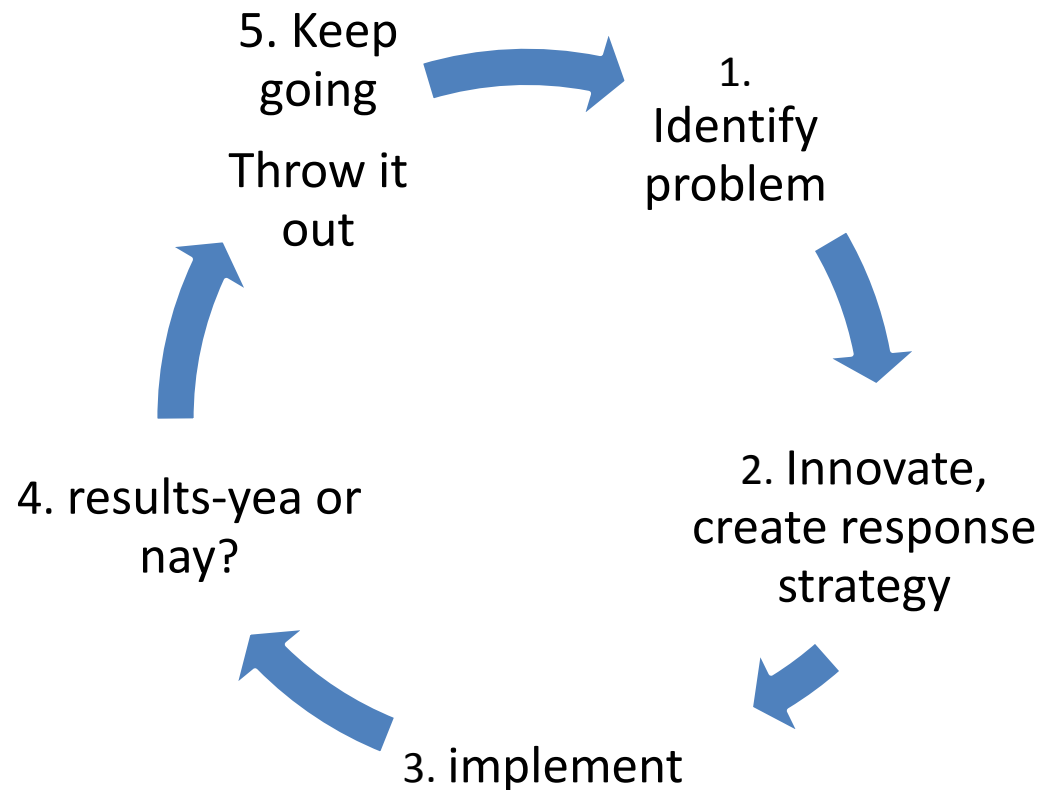 5. Keep
going
Throw it
out
1.
Identify
problem
2. Innovate,
create response
strategy
3. implement
4. results-yea or
nay?